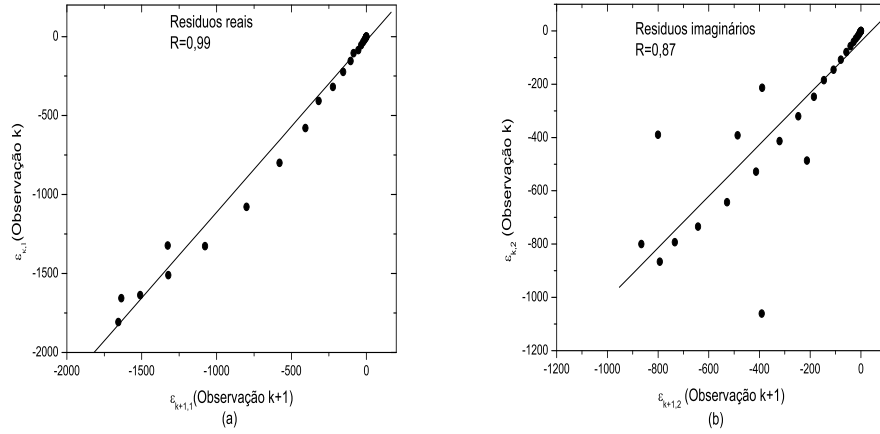 Residuos reais
R=0,99
0
-500
-1000
-1500
-2000
-2000
-1500
-1000
-500
0
ε_{k,1}(Observação k)
ε_{k+1,1}(Observação k+1)
(a)
Residuos imaginários
R=0,87
0
-200
-400
-600
-800
-1000
-1200
-1200
-1000
-800
-600
-400
-200
0
ε_{k,2} (Observação k)
ε_{k+1,2} (Observação k+1)
(b)